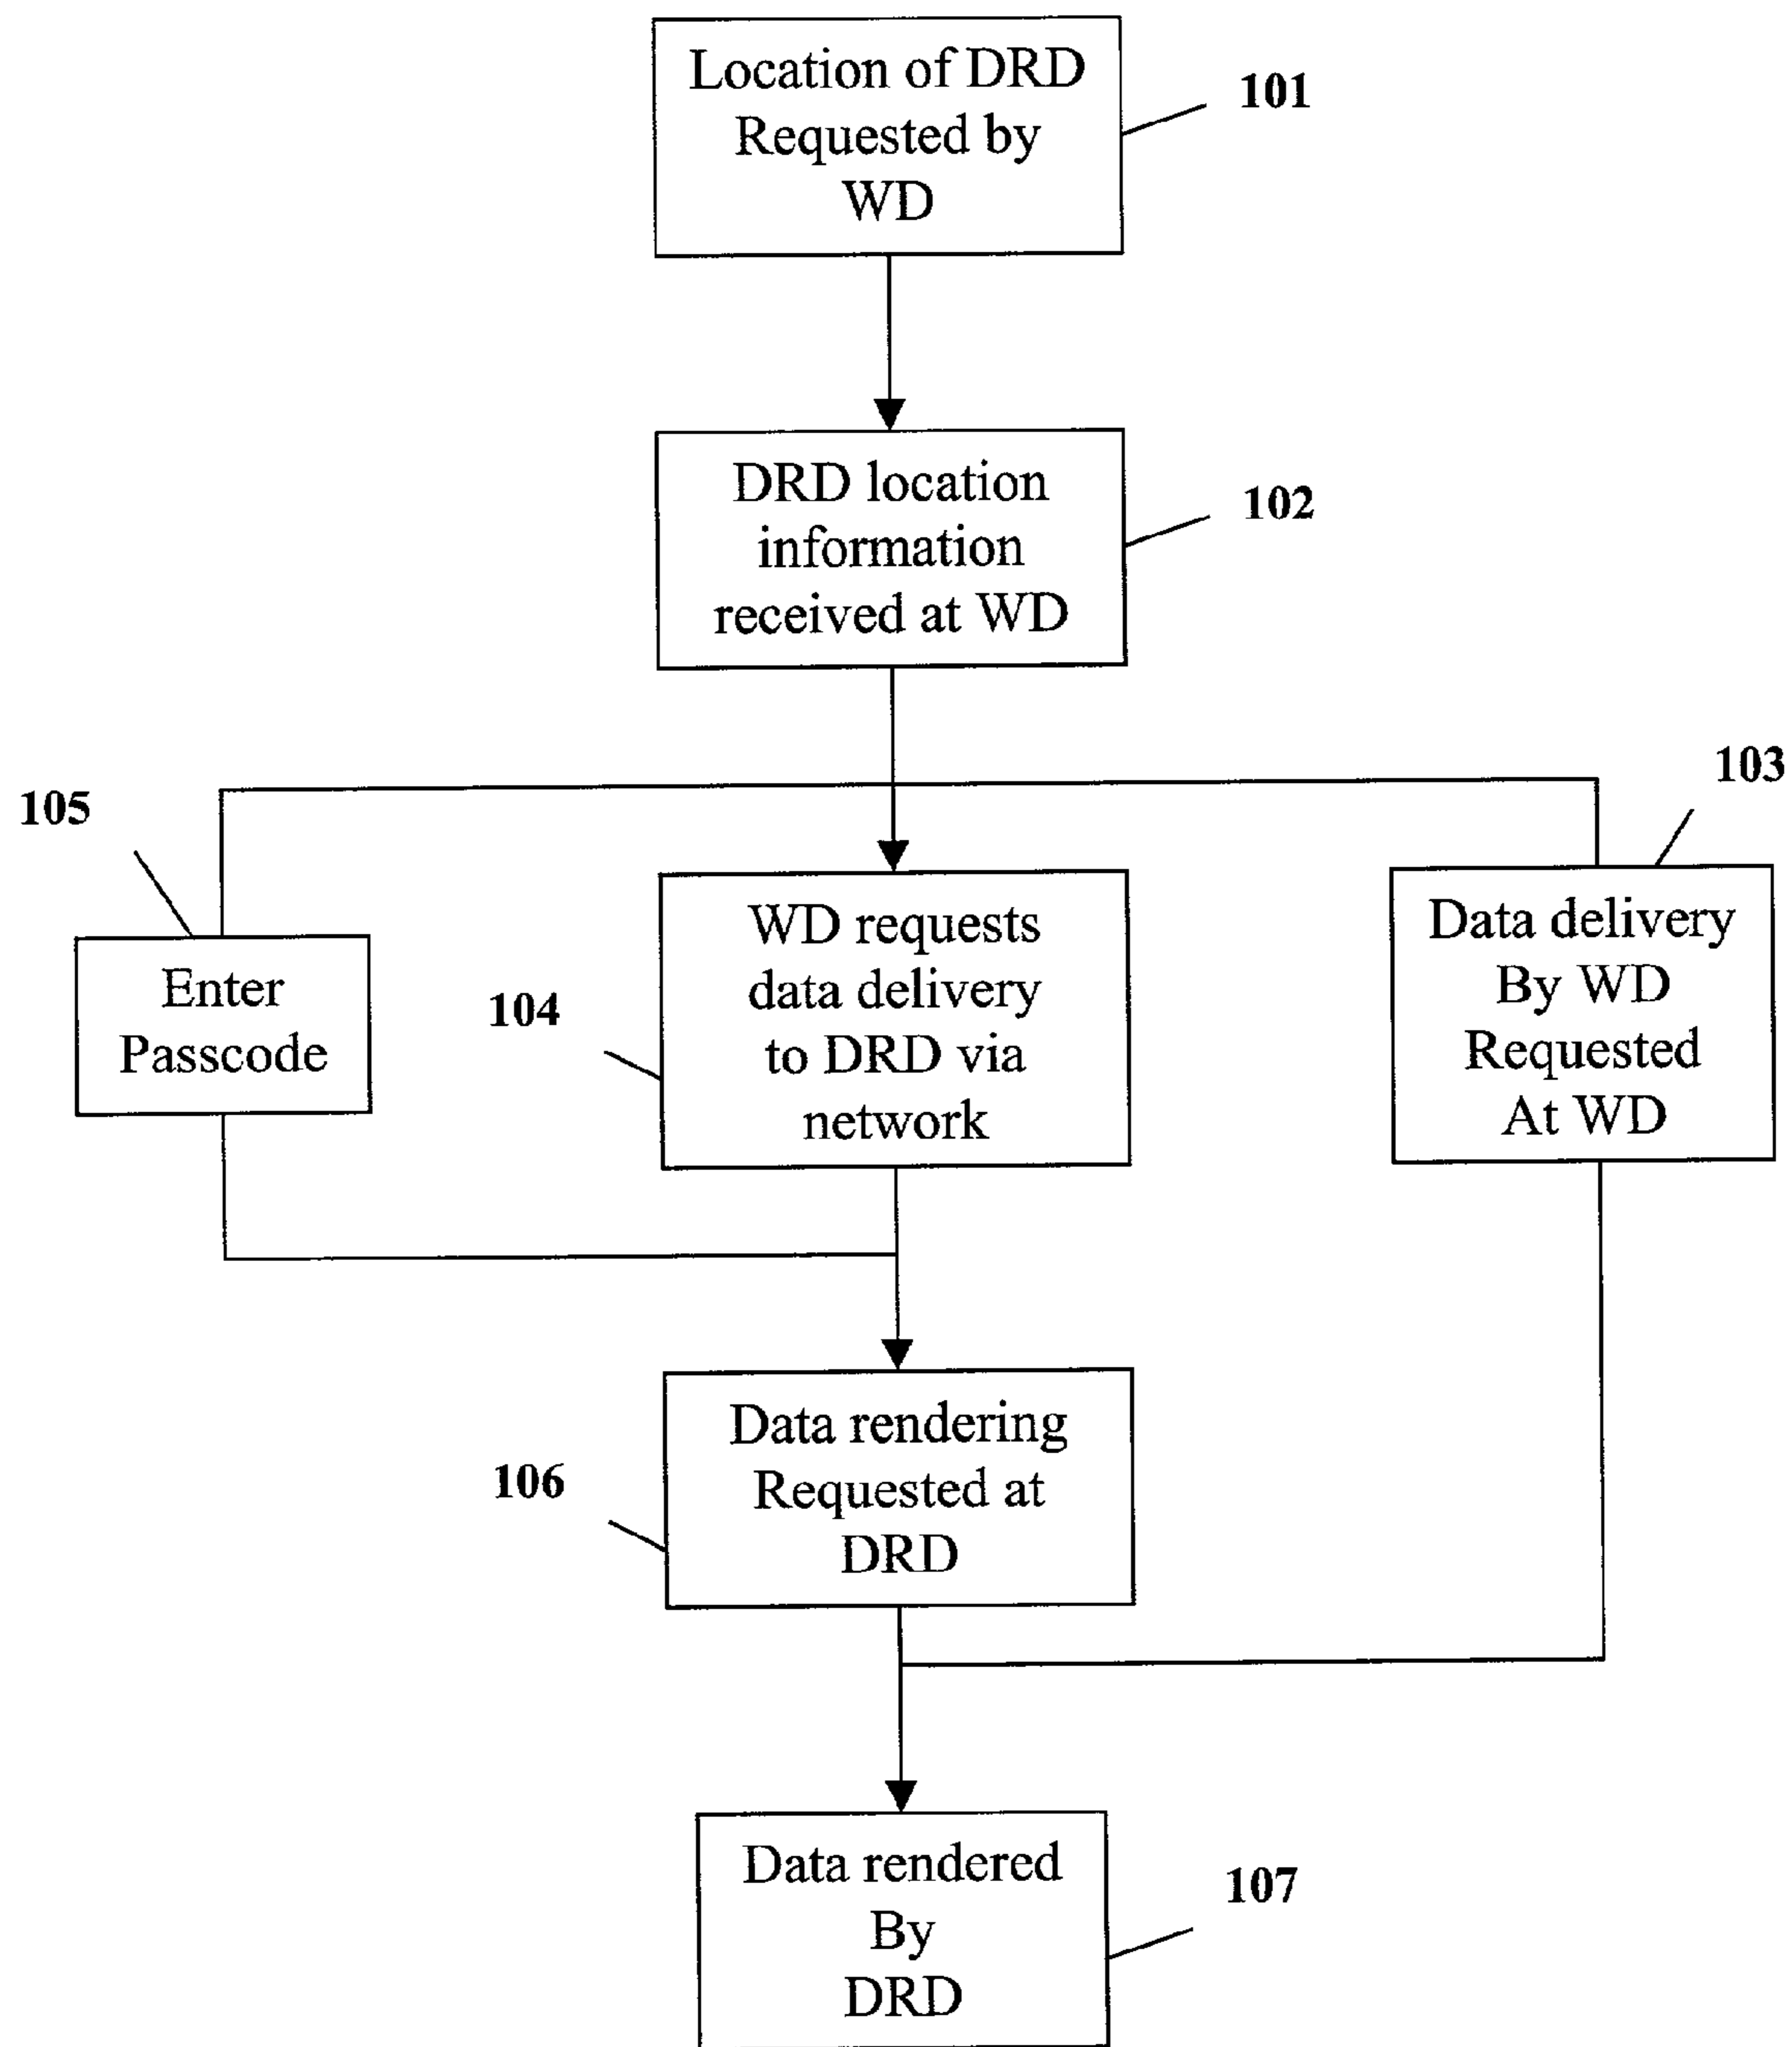 Location of DRD
Requested by
WD
101
DRD location
information
received at WD
102
103
105
Enter
Passcode
104
WD requests
data delivery
to DRD via
network
Data delivery
By WD
Requested
At WD
106
Data rendering
Requested at
DRD
Data rendered
By
DRD
107